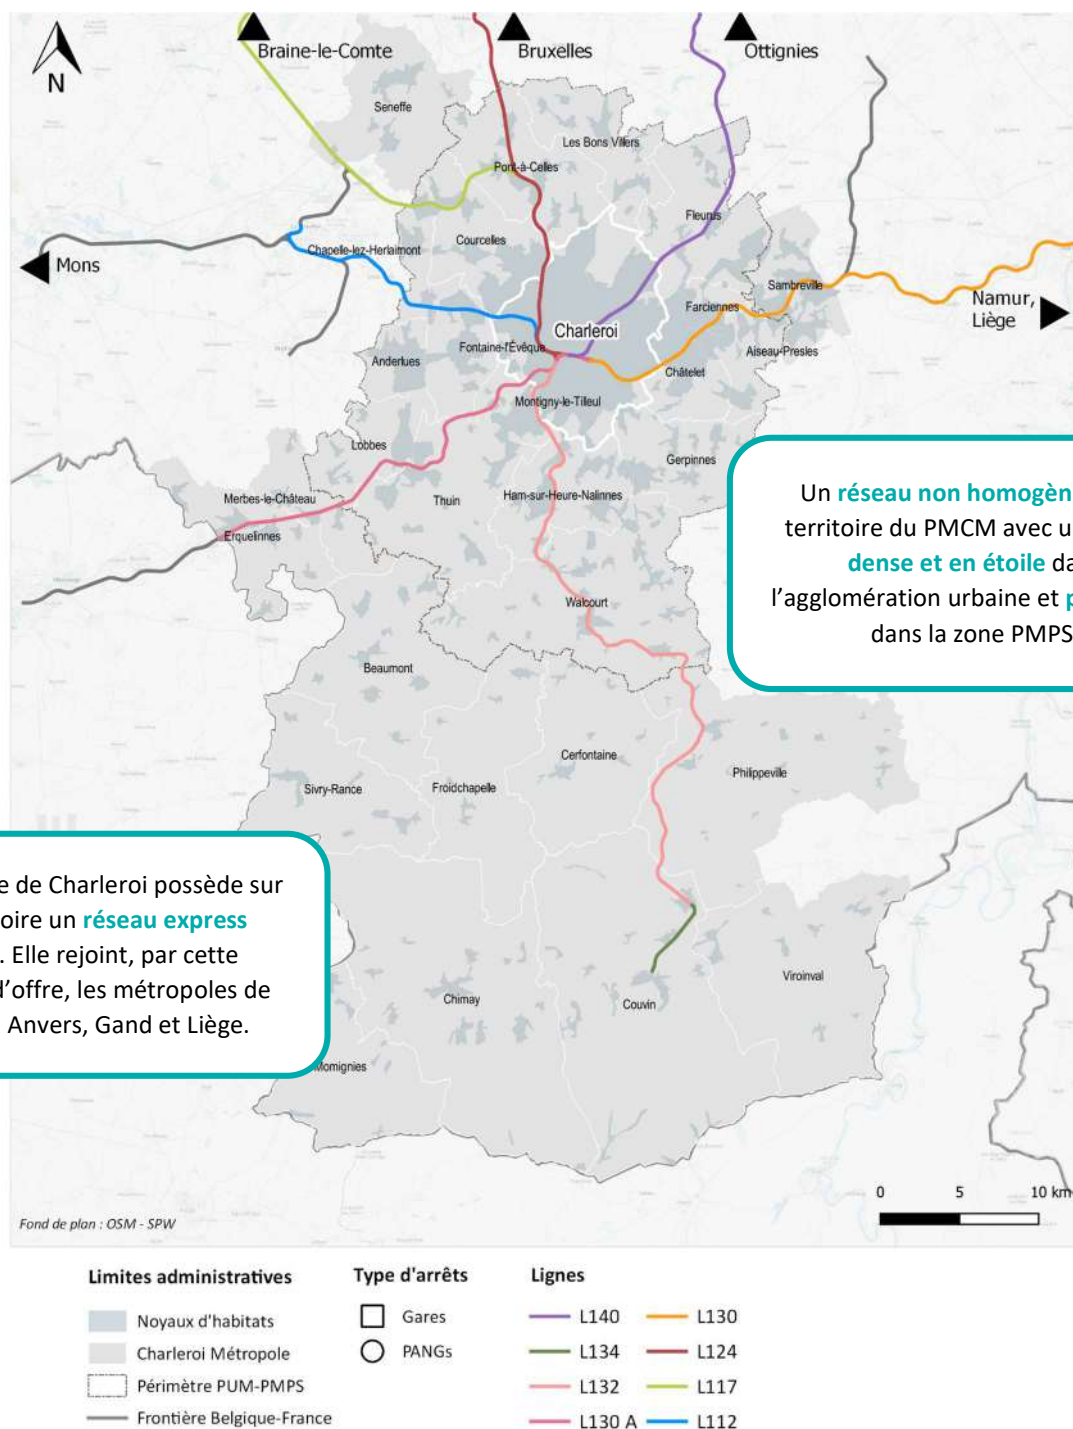 Braine-le-Comte
Bruxelles
Ottignies
N
Seneffe
Les Bons Villers
Pont-à-Celles
Fleurus
Courcelles
Chapelle-lez-Herlaimont
Mons
Sambreville
Farciennes
Namur,
Liège
Charleroi
Fontaine-l'Évêque
Anderlues
Aiseau-Presles
Châtelet
Montigny-le-Tilleul
Lobbes
Gerpinnes
Merbes-le-Château
Thuin
Ham-sur-Heure-Nalinnes
Erquelinnes
Un réseau non homogèn
territoire du PMCM avec u
dense et en étoile da
l’agglomération urbaine et p
dans la zone PMPS
Walcourt
Beaumont
Cerfontaine
Philippeville
Sivry-Rance
Froidchapelle
e de Charleroi possède sur
oire un réseau express
. Elle rejoint, par cette
d’offre, les métropoles de
Anvers, Gand et Liège.
Viroinval
Chimay
Couvin
Momignies
0 5 10 km
Fond de plan : OSM - SPW
Limites administratives
Noyaux d'habitats
Charleroi Métropole
Périmètre PUM-PMPS
Frontière Belgique-France
Type d'arrêts
Gares
PANGs
Lignes
L140
L134
L132
L130 A
L130
L124
L117
L112